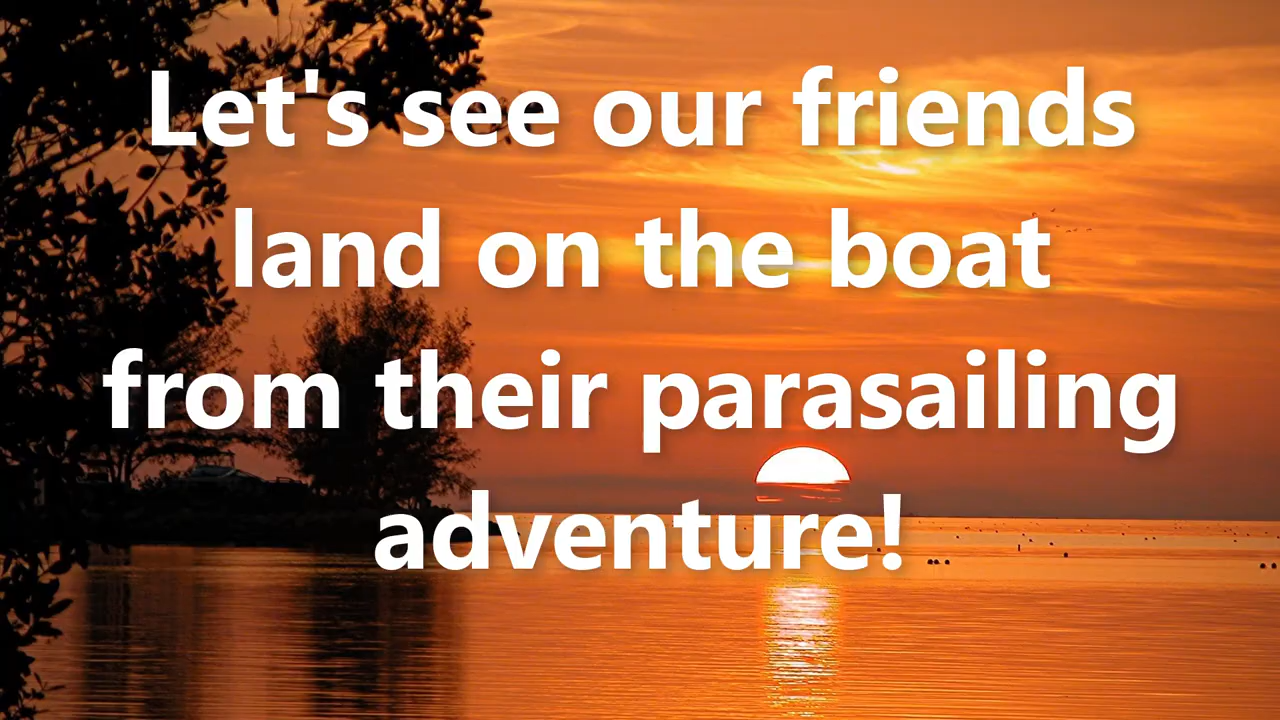 Let's see our friends
land on the boat
from their parasailing
adventure!